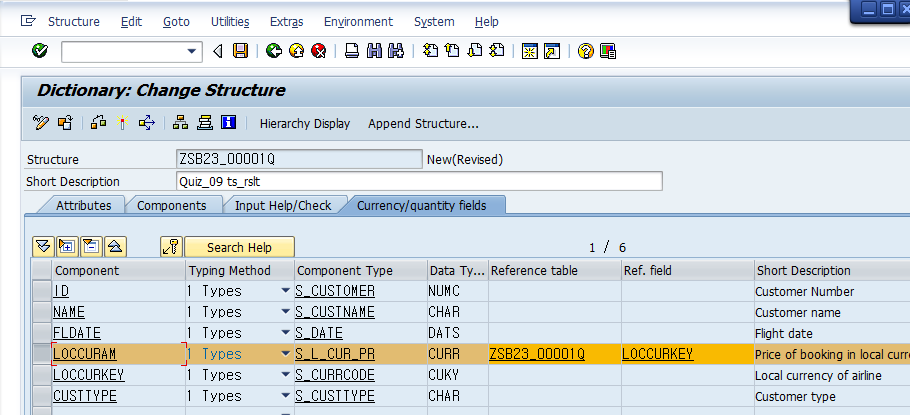 Structure Edit Goto Utilities Extras Environment System Help
Dictionary: Change Structure
Hierarchy Display Append Structure...
Structure ZSB23_00001Q New(Revised)
Short Description Quiz_09 ts_rslt
Attributes Components Input Help/Check Currency/quantity fields
Search Help 1 / 6
Component Typing Method Component Type Data Ty... Reference table Ref. field Short Description
ID 1 Types S_CUSTOMER NUMC Customer Number
NAME 1 Types S_CUSTNAME CHAR Customer name
FLDATE 1 Types S_DATE DATS Flight date
LOCCURAM 1 Types S_L_CUR_PR CURR ZSB23_00001Q LOCCURKEY Price of booking in local curre
LOCCURKEY 1 Types S_CURRCODE CUKY Local currency of airline
CUSTTYPE 1 Types S_CUSTTYPE CHAR Customer type